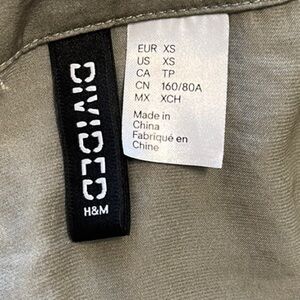 DIVIDED
H&M
EUR XS
US XS
CA TP
CN 160/80A
MX XCH
Made in
China
Fabriqué en
Chine